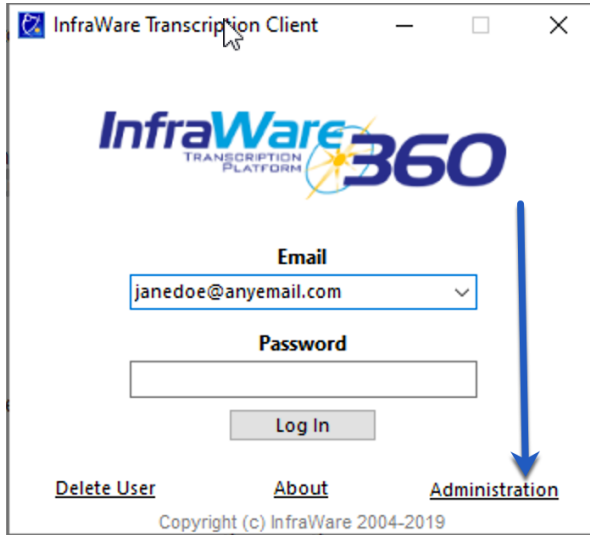 InfraWare Transcription Client
InfraWare 360
TRANSCRIPTION
PLATFORM
Email
janedoe@anyemail.com
Password
Log In
Delete User About Administration
Copyright (c) InfraWare 2004-2019